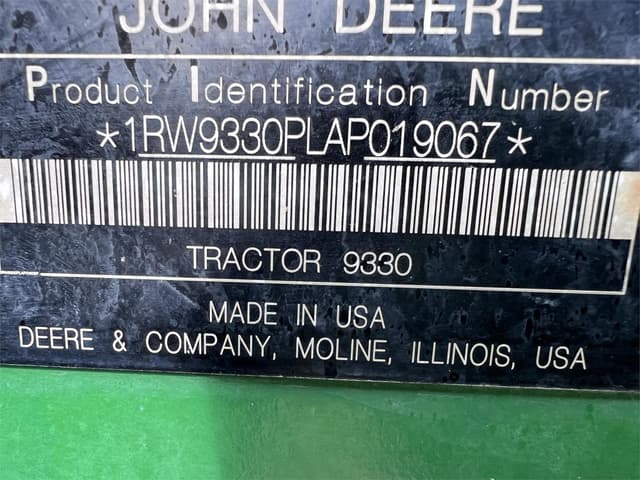 JOHN DEERE
Product Identification Number
*1RW9330PLAP019067*
TRACTOR 9330
MADE IN USA
DEERE & COMPANY, MOLINE, ILLINOIS, USA